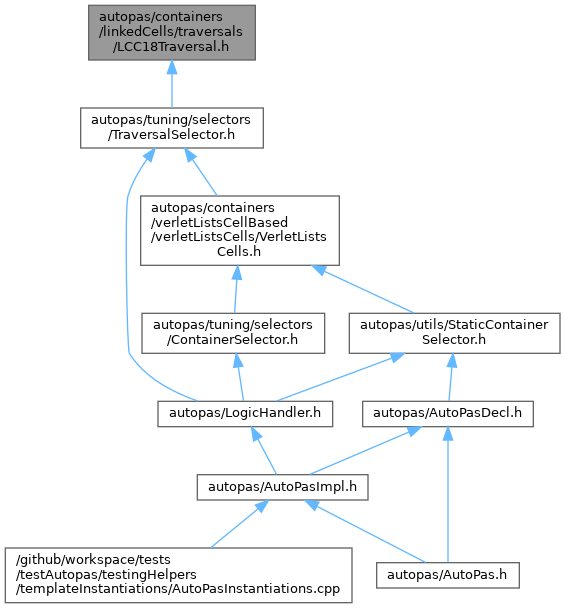 autopas/containers
/linkedCells/traversals
/LCC18Traversal.h
autopas/tuning/selectors
/TraversalSelector.h
autopas/containers
/verletListsCellBased
/verletListsCells/VerletLists
Cells.h
autopas/tuning/selectors
/ContainerSelector.h
autopas/utils/StaticContainer
Selector.h
autopas/LogicHandler.h
autopas/AutoPasDecl.h
autopas/AutoPasImpl.h
/github/workspace/tests
/testAutopas/testingHelpers
/templateInstantiations/AutoPasInstantiations.cpp
autopas/AutoPas.h